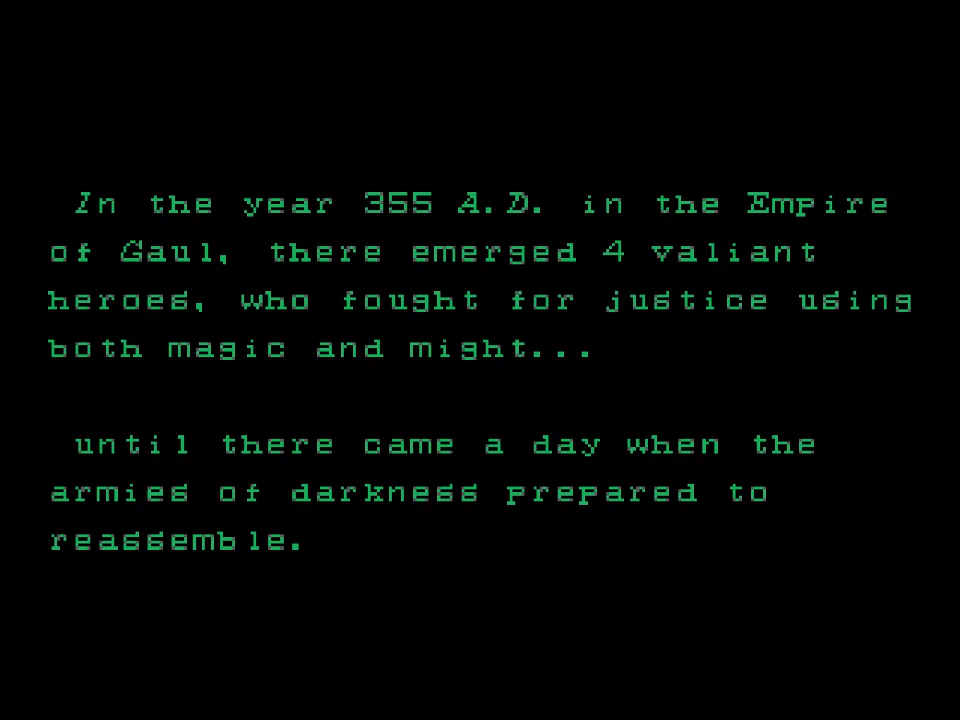 In the year 355 A.D. in the Empire
of Gaul, there emerged 4 valiant
heroes, who fought for justice using
both magic and might...
until there came a day when the
armies of darkness prepared to
reassemble.